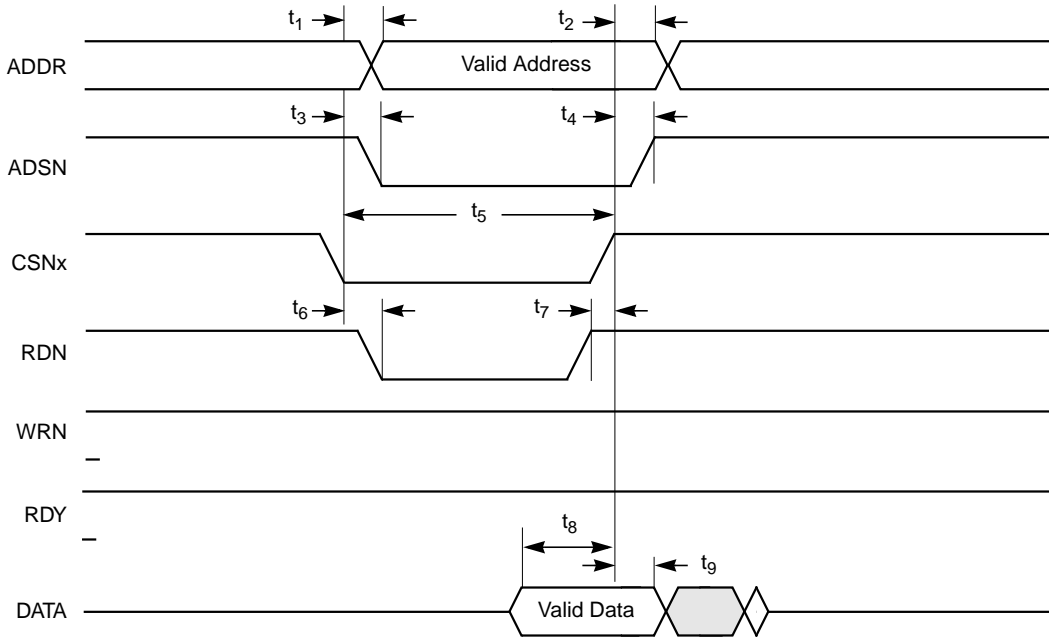 t1
t2
ADDR
Valid Address
t3
t4
ADSN
t5
CSNx
t6
t7
RDN
WRN
RDY
t8
t9
DATA
Valid Data